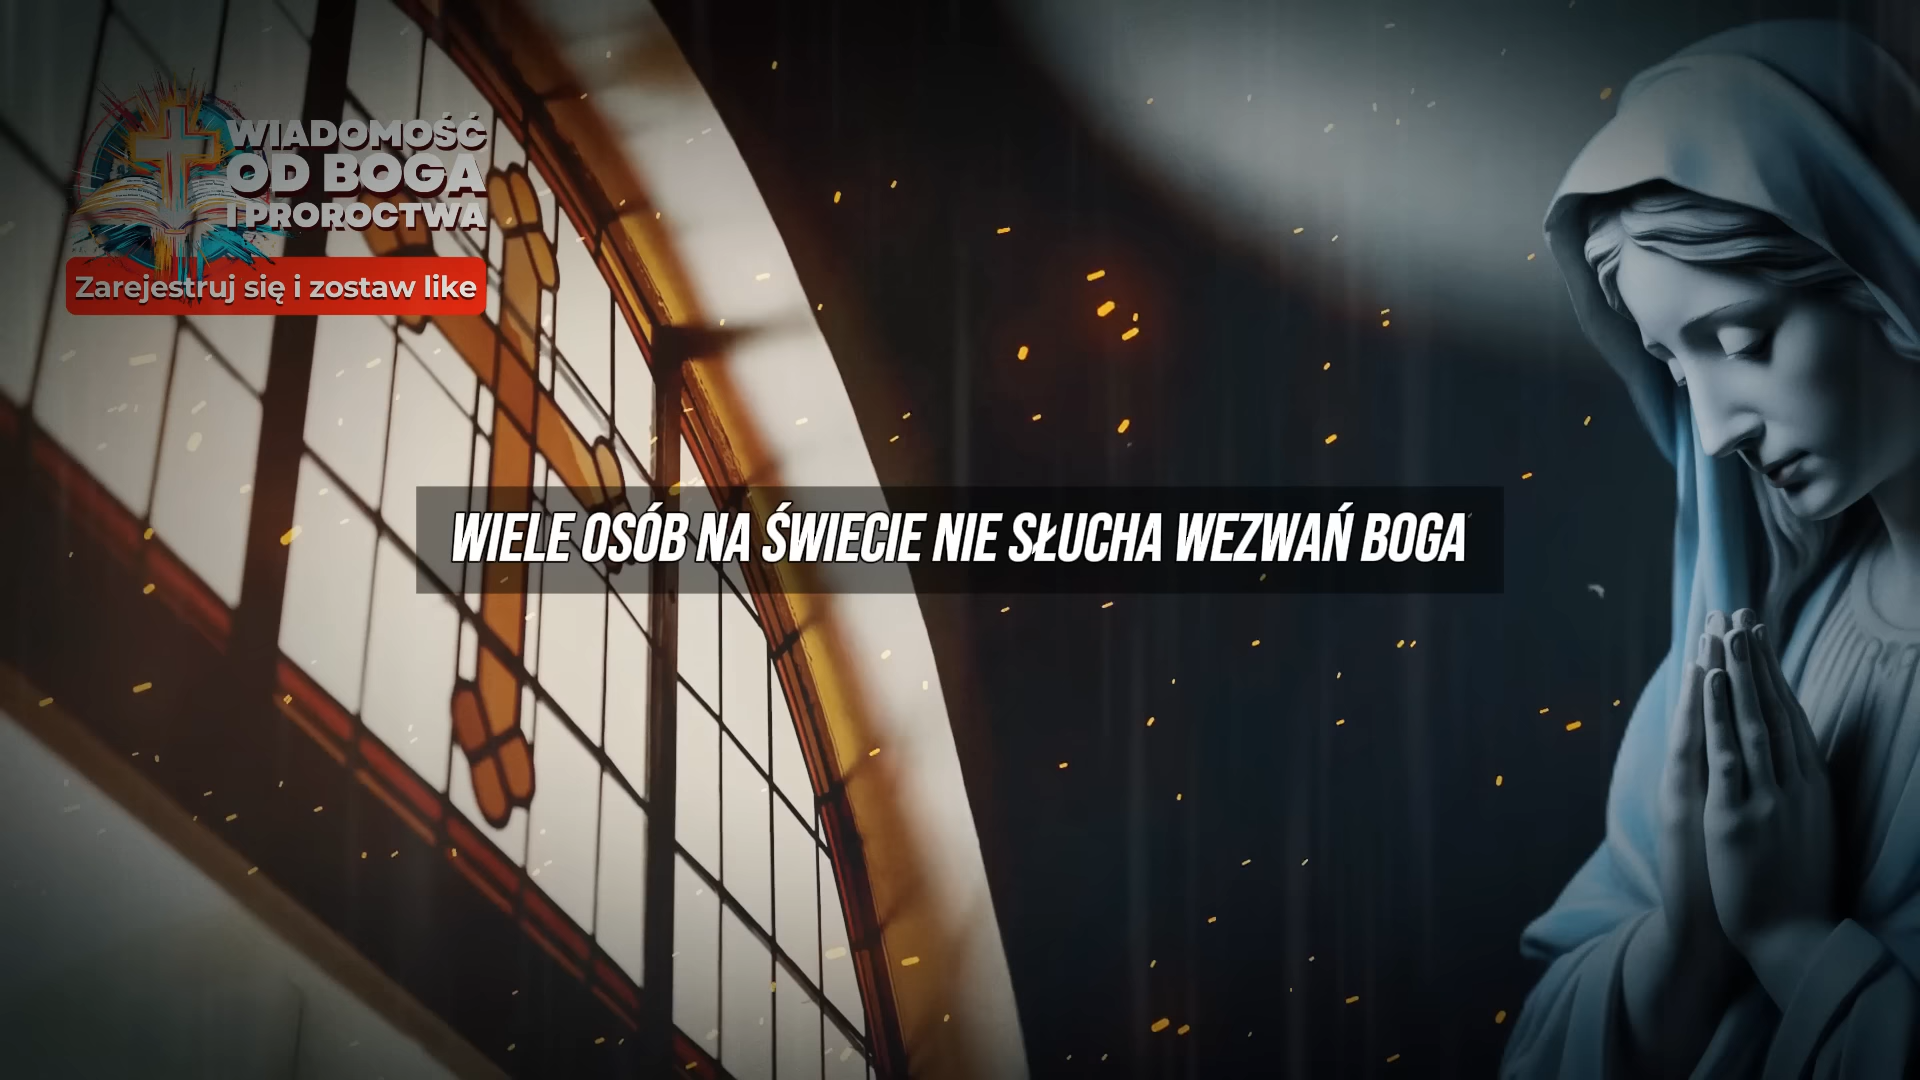 WIADOMOŚĆ
OD BOGA
I PROROCTWA
Zarejestruj się i zostaw like
WIELE OSÓB NA ŚWIECIE NIE SŁUCHA WEZWAŃ BOGA